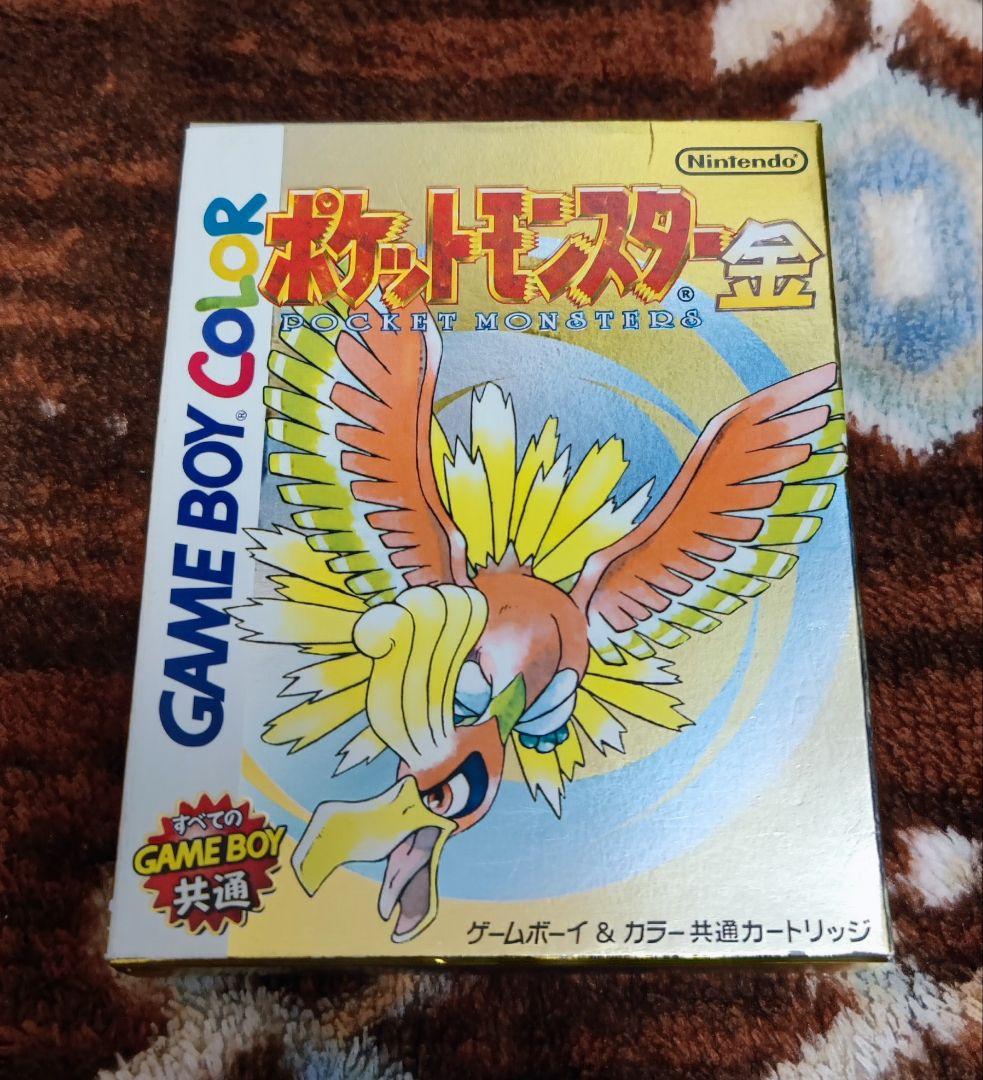 Nintendo®
ポケットモンスター金
®
POCKET MONSTERS
GAME BOY® COLOR
すべての
GAME BOY
共通
ゲームボーイ & カラー共通カートリッジ